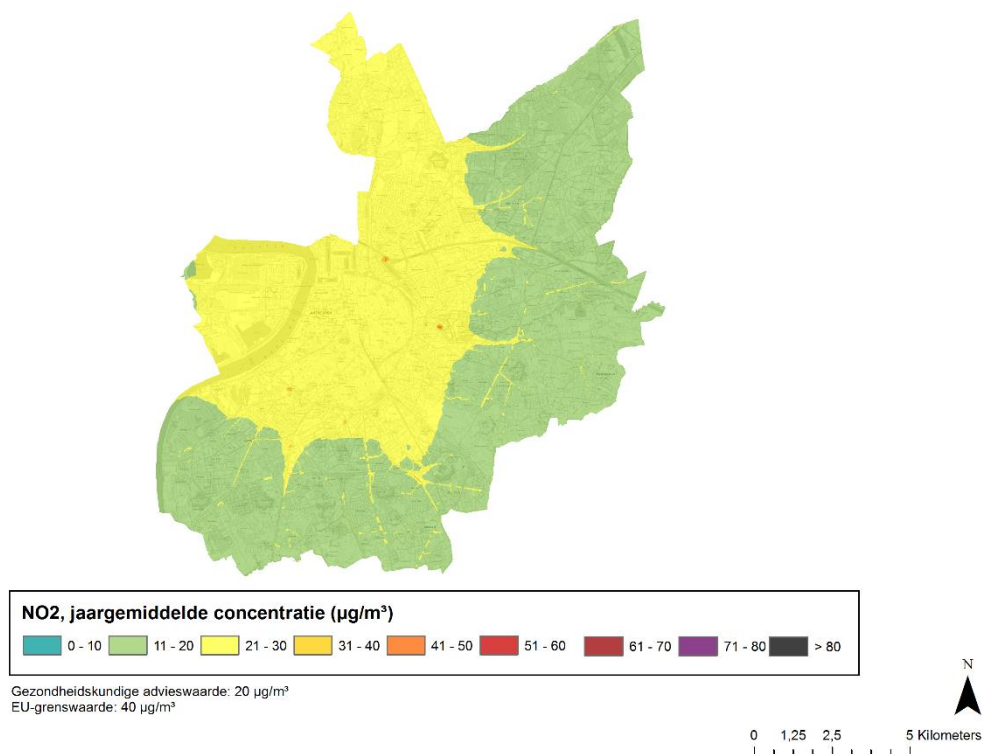 NO2, jaargemiddelde concentratie (µg/m³)
0 - 10 11 - 20 21 - 30 31 - 40 41 - 50 51 - 60 61 - 70 71 - 80 > 80
Gezondheidskundige advieswaarde: 20 µg/m³
EU-grenswaarde: 40 µg/m³
N
0 1,25 2,5 5 Kilometers